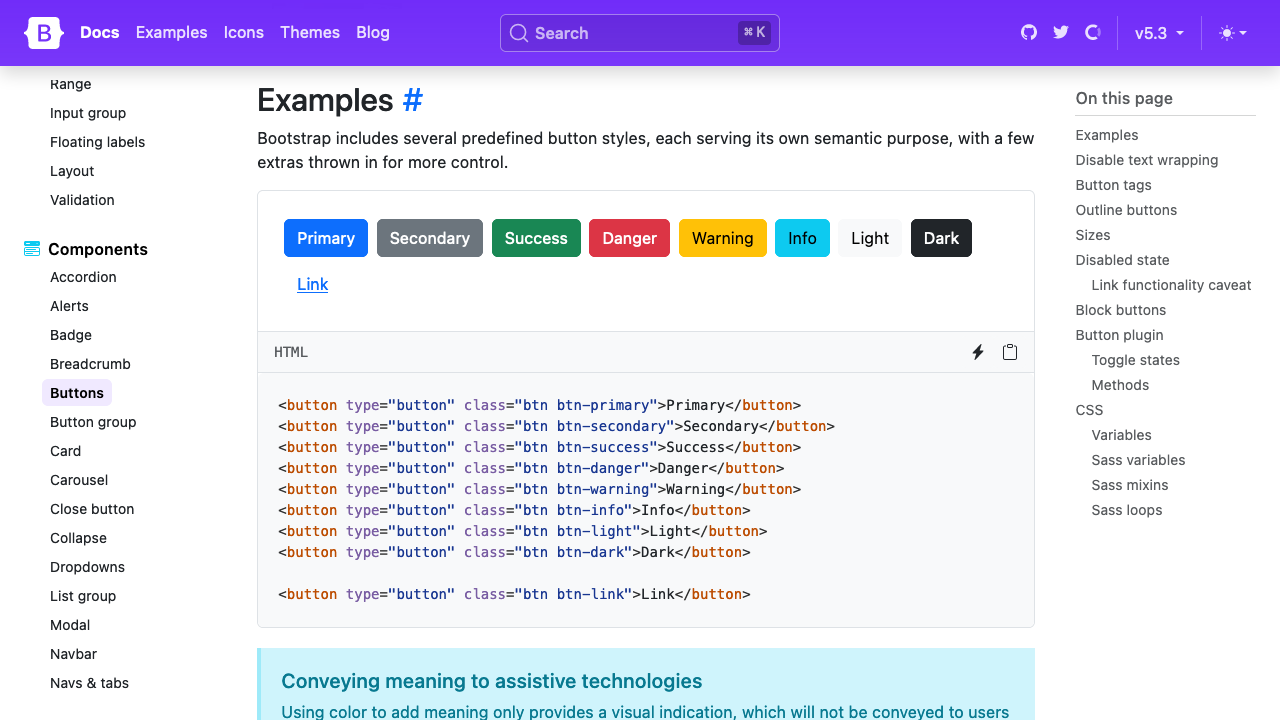 B Docs Examples Icons Themes Blog Search ⌘ K v5.3
Range
Input group
Floating labels
Layout
Validation
Components
Accordion
Alerts
Badge
Breadcrumb
Buttons
Button group
Card
Carousel
Close button
Collapse
Dropdowns
List group
Modal
Navbar
Navs & tabs
Examples #
Bootstrap includes several predefined button styles, each serving its own semantic purpose, with a few
extras thrown in for more control.
Primary Secondary Success Danger Warning Info Light Dark
Link
HTML
<button type="button" class="btn btn-primary">Primary</button>
<button type="button" class="btn btn-secondary">Secondary</button>
<button type="button" class="btn btn-success">Success</button>
<button type="button" class="btn btn-danger">Danger</button>
<button type="button" class="btn btn-warning">Warning</button>
<button type="button" class="btn btn-info">Info</button>
<button type="button" class="btn btn-light">Light</button>
<button type="button" class="btn btn-dark">Dark</button>
<button type="button" class="btn btn-link">Link</button>
Conveying meaning to assistive technologies
Using color to add meaning only provides a visual indication, which will not be conveyed to users
On this page
Examples
Disable text wrapping
Button tags
Outline buttons
Sizes
Disabled state
Link functionality caveat
Block buttons
Button plugin
Toggle states
Methods
CSS
Variables
Sass variables
Sass mixins
Sass loops